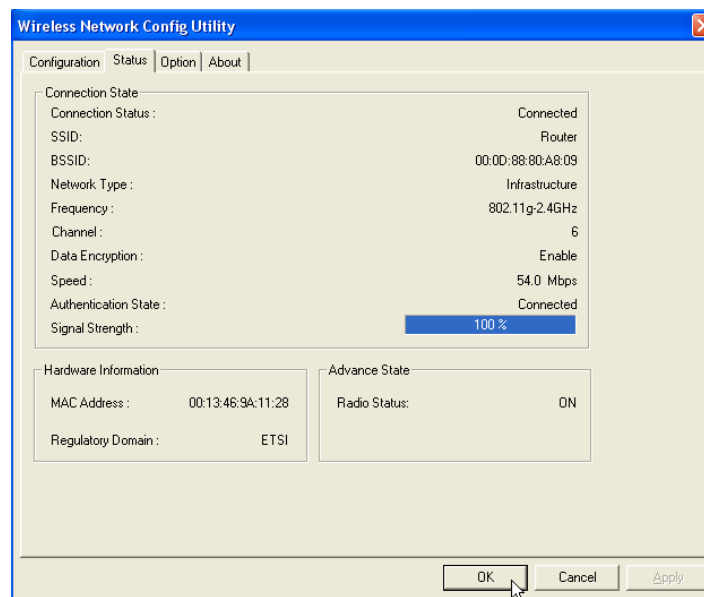 Wireless Network Config Utility
Configuration Status Option About
Connection State
Connection Status : Connected
SSID: Router
BSSID: 00:0D:88:80:A8:09
Network Type : Infrastructure
Frequency : 802.11g-2.4GHz
Channel : 6
Data Encryption : Enable
Speed : 54.0 Mbps
Authentication State : Connected
Signal Strength : 100 %
Hardware Information
MAC Address : 00:13:46:9A:11:28
Regulatory Domain : ETSI
Advance State
Radio Status: ON
OK Cancel Apply